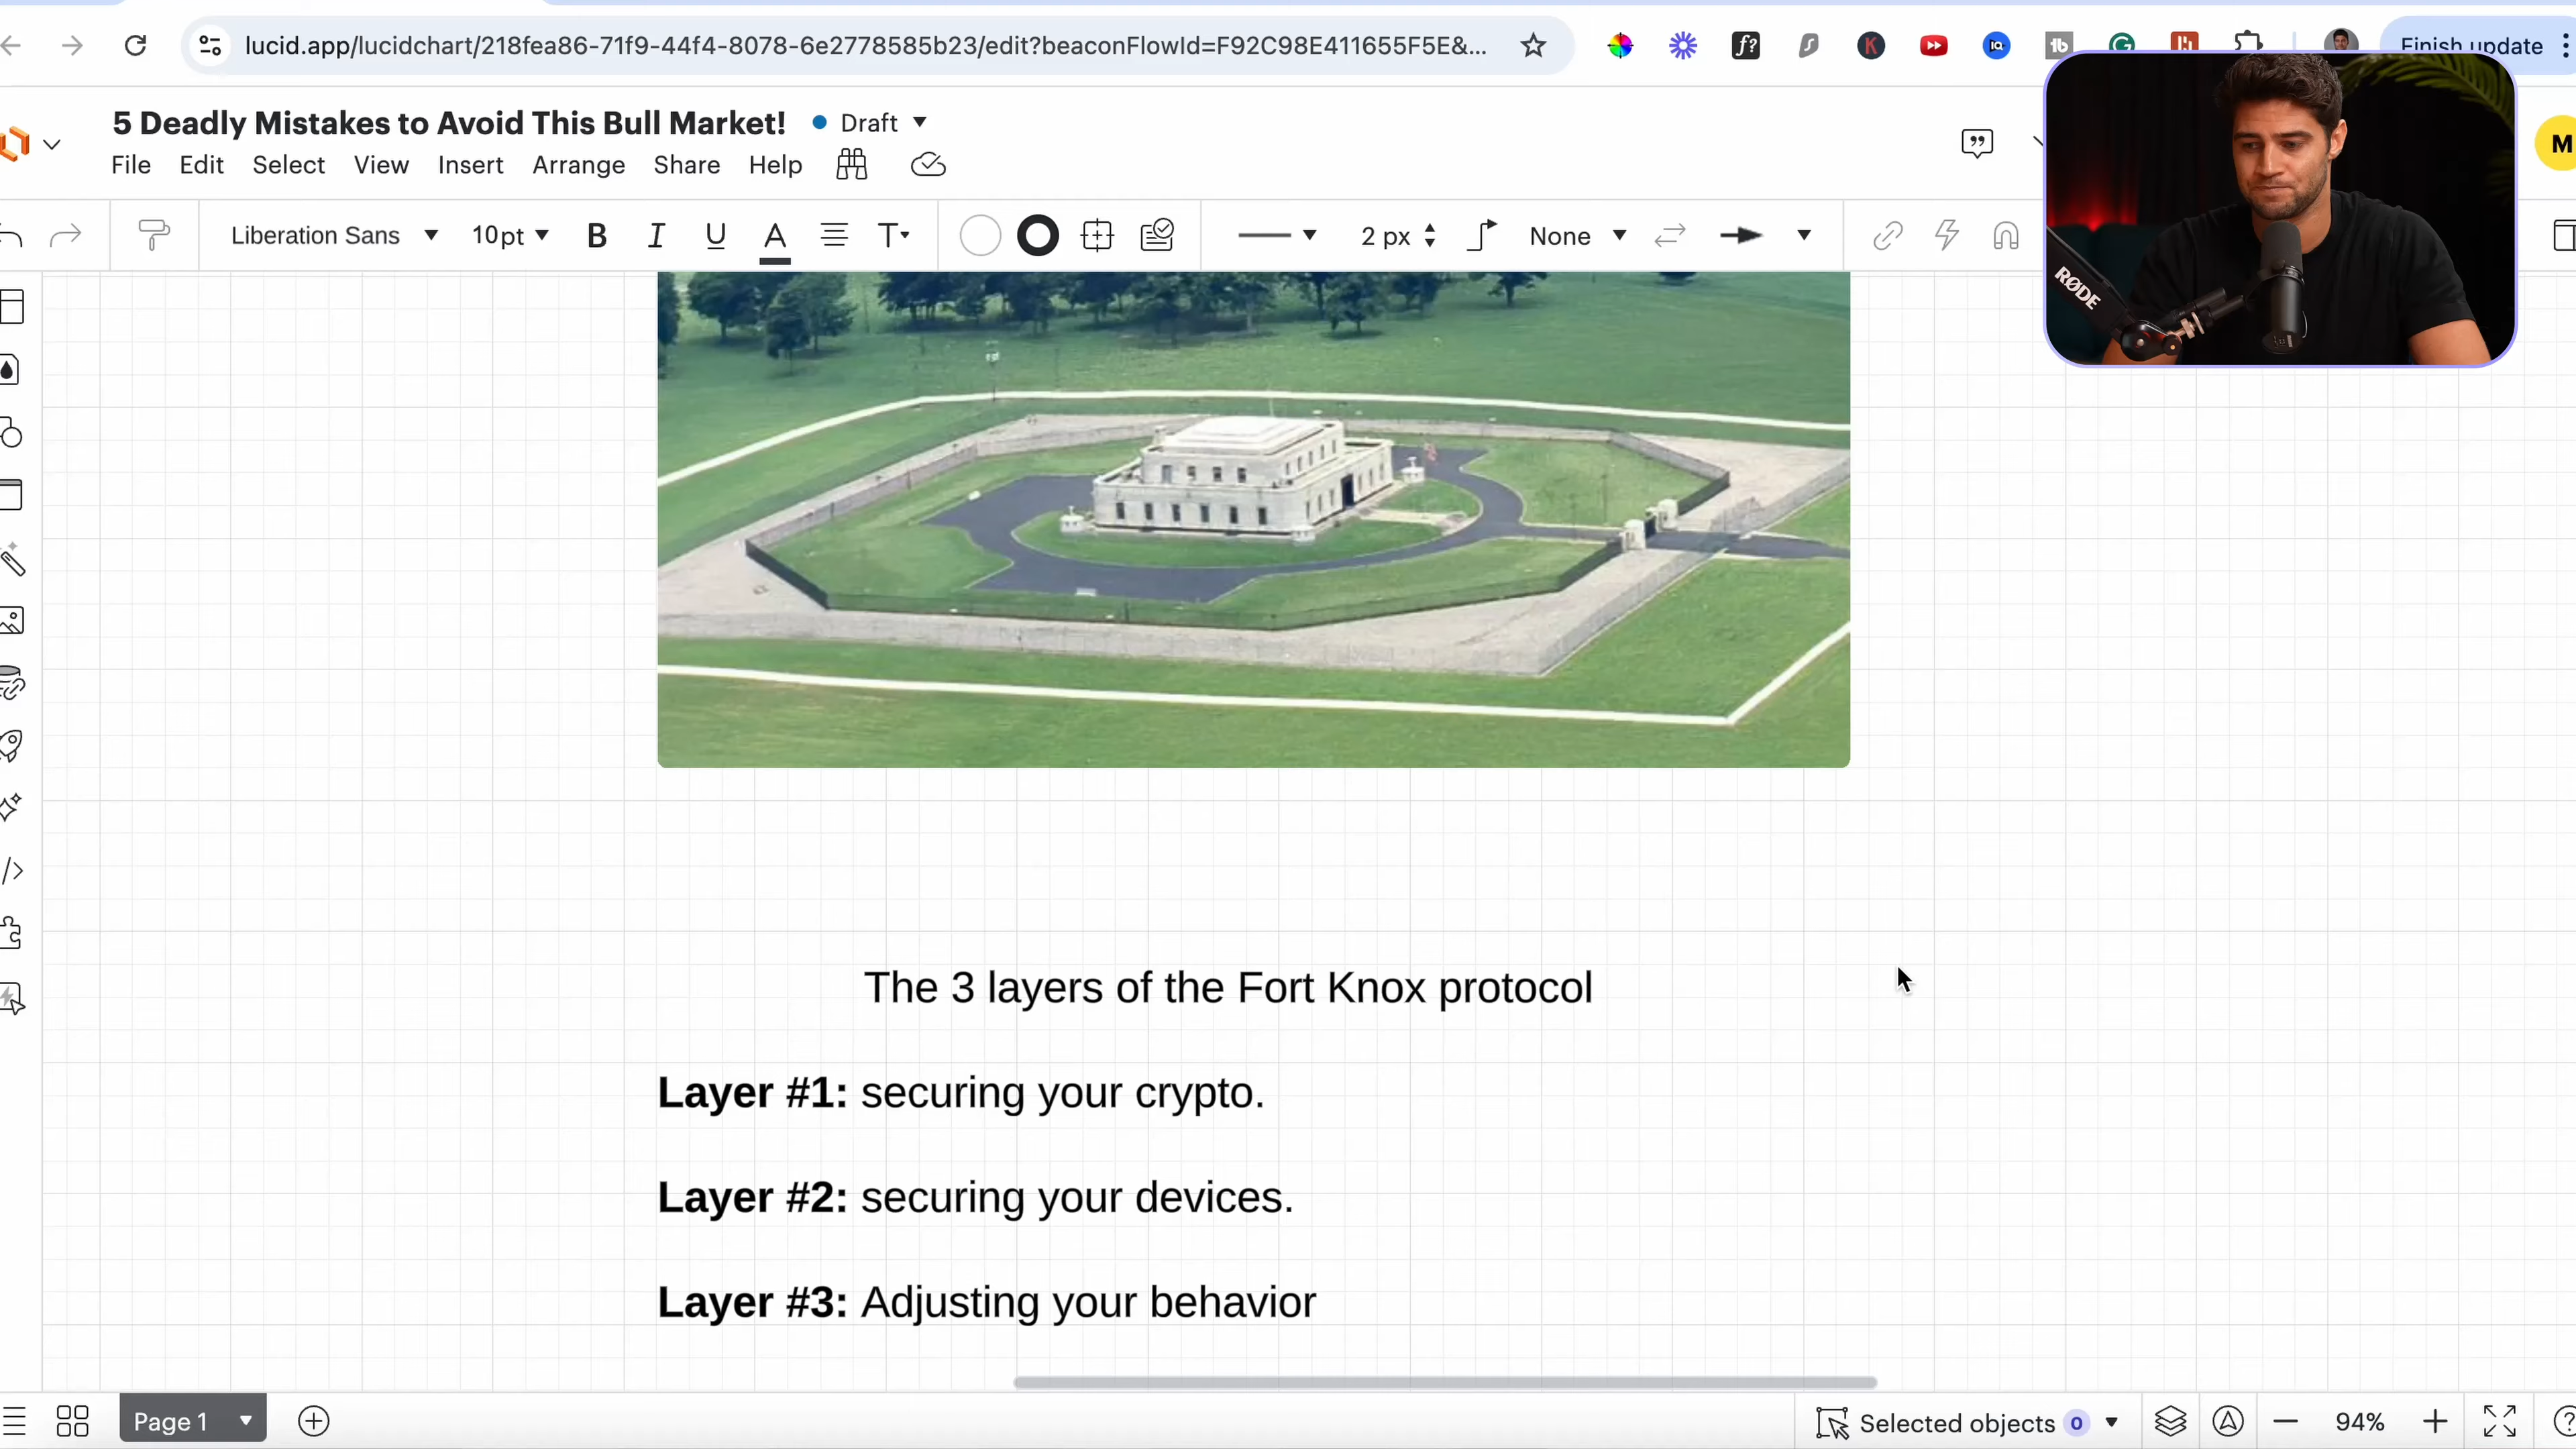 lucid.app/lucidchart/218fea86-71f9-44f4-8078-6e2778585b23/edit?beaconFlowId=F92C98E411655F5E&...
Finish update
5 Deadly Mistakes to Avoid This Bull Market! Draft
File Edit Select View Insert Arrange Share Help
M
RØDE
Liberation Sans 10pt B I U A T 2 px None
The 3 layers of the Fort Knox protocol
Layer #1: securing your crypto.
Layer #2: securing your devices.
Layer #3: Adjusting your behavior
Page 1 Selected objects 0 94%